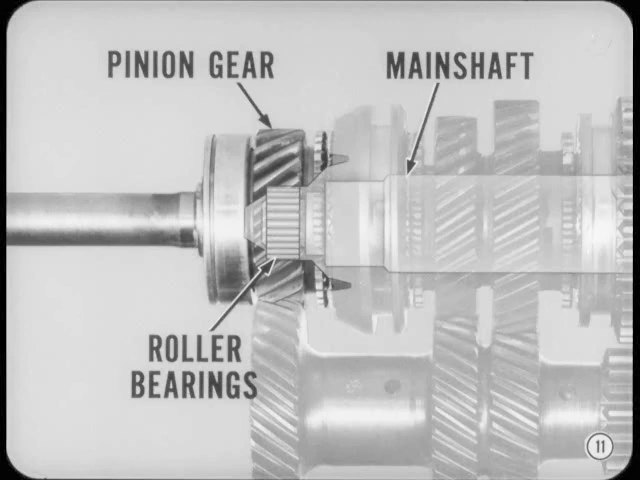 PINION GEAR
MAINSHAFT
ROLLER
BEARINGS
11